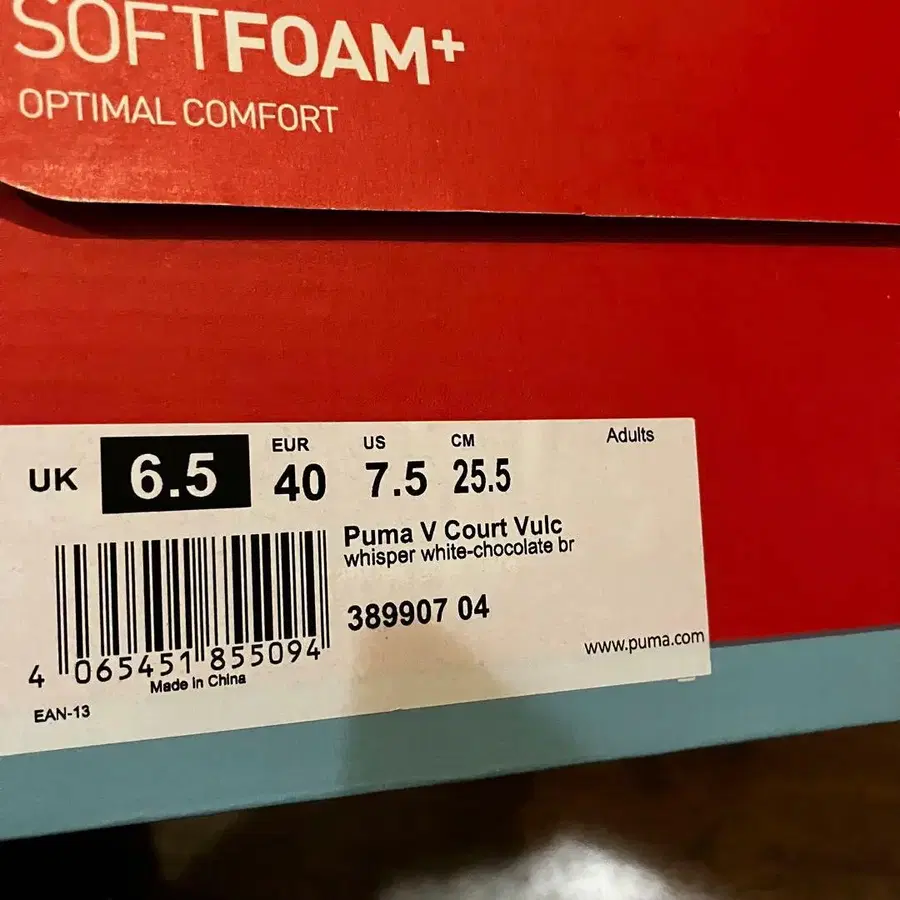 SOFTFOAM+
OPTIMAL COMFORT
Adults
EUR US CM
UK 6.5 40 7.5 25.5
Puma V Court Vulc
whisper white-chocolate br
389907 04
www.puma.com
4 065451 855094
Made in China
EAN-13